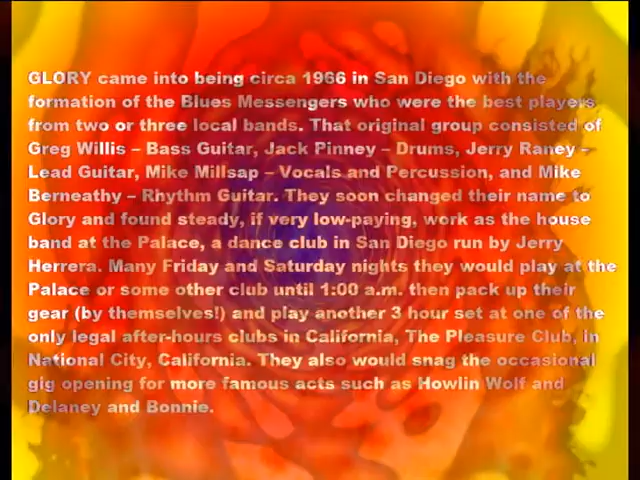 GLORY came into being circa 1966 in San Diego with the
formation of the Blues Messengers who were the best players
from two or three local bands. That original group consisted of
Greg Willis – Bass Guitar, Jack Pinney – Drums, Jerry Raney –
Lead Guitar, Mike Millsap – Vocals and Percussion, and Mike
Berneathy – Rhythm Guitar. They soon changed their name to
Glory and found steady, if very low-paying, work as the house
band at the Palace, a dance club in San Diego run by Jerry
Herrera. Many Friday and Saturday nights they would play at the
Palace or some other club until 1:00 a.m. then pack up their
gear (by themselves!) and play another 3 hour set at one of the
only legal after-hours clubs in California, The Pleasure Club, in
National City, California. They also would snag the occasional
gig opening for more famous acts such as Howlin Wolf and
Delaney and Bonnie.